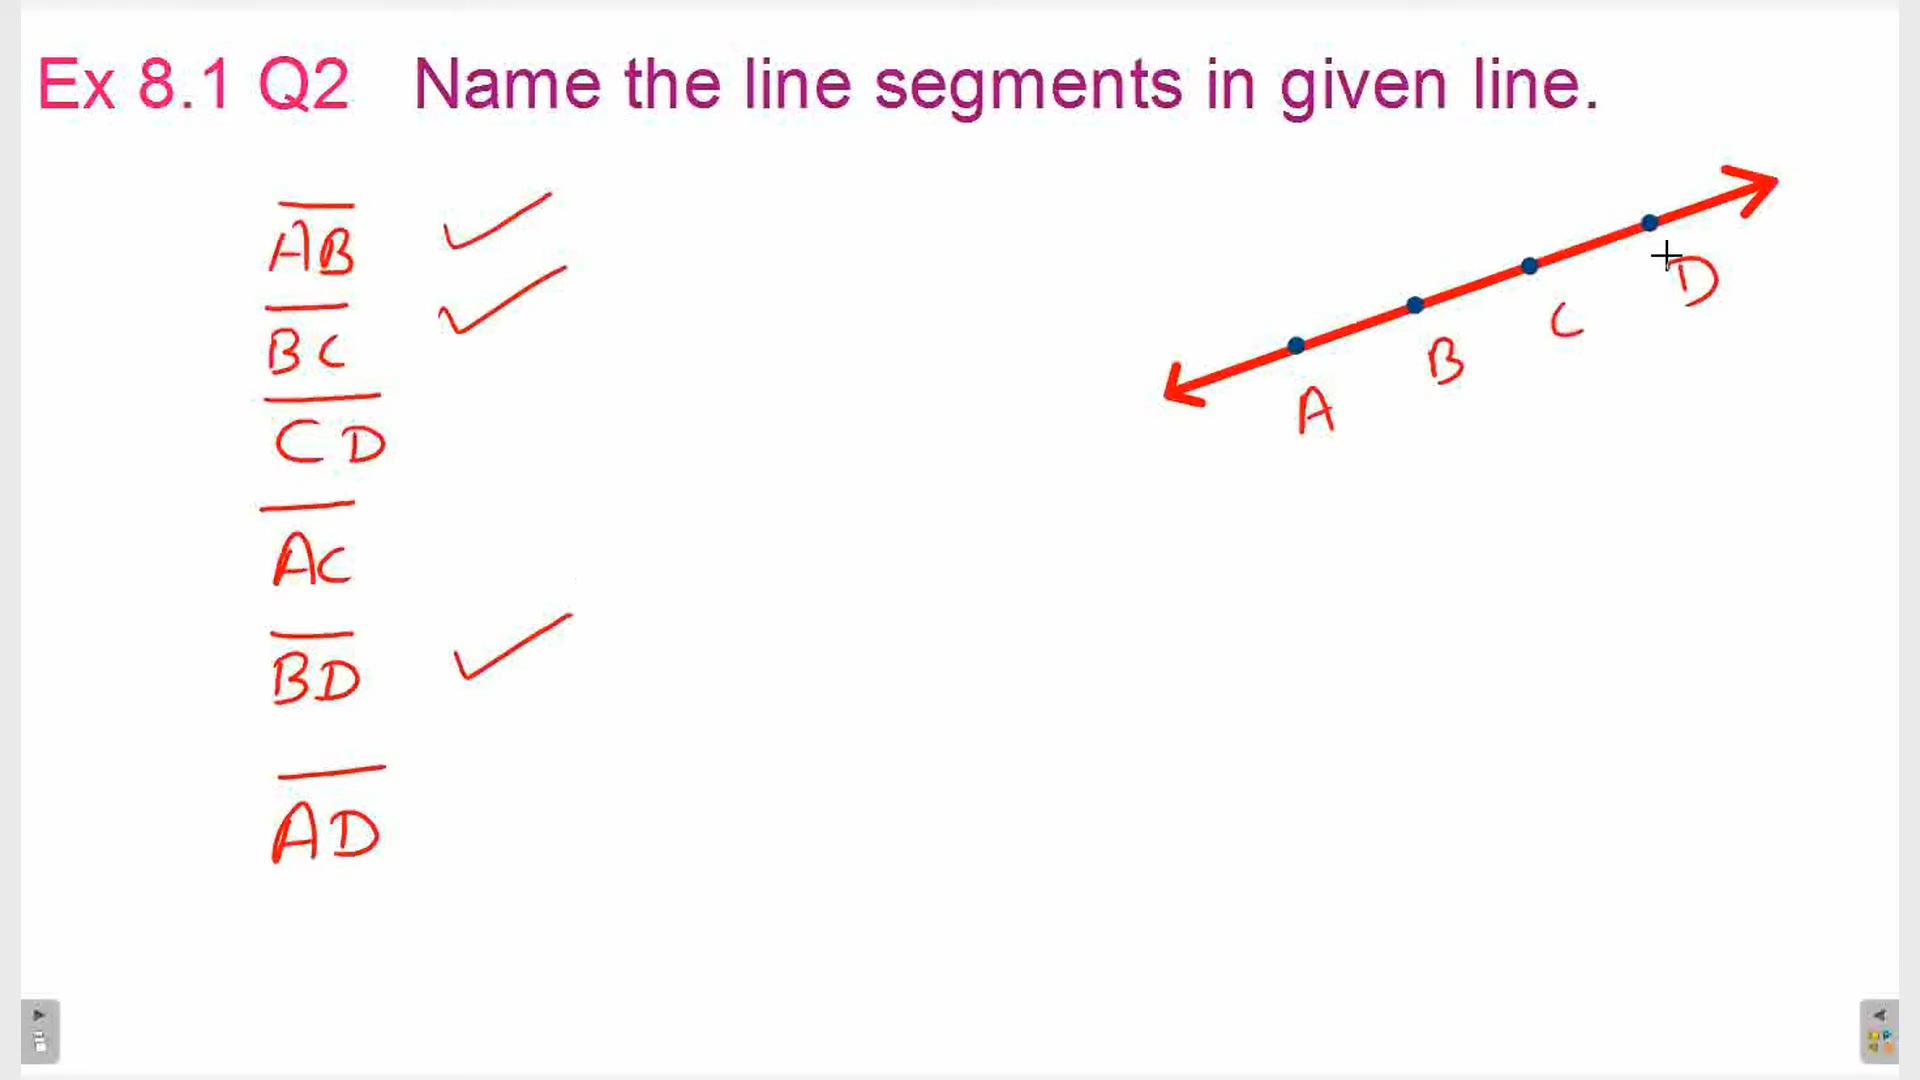 Ex 8.1 Q2 Name the line segments in given line.
AB
BC
CD
AC
BD
AD
A
B
C
D